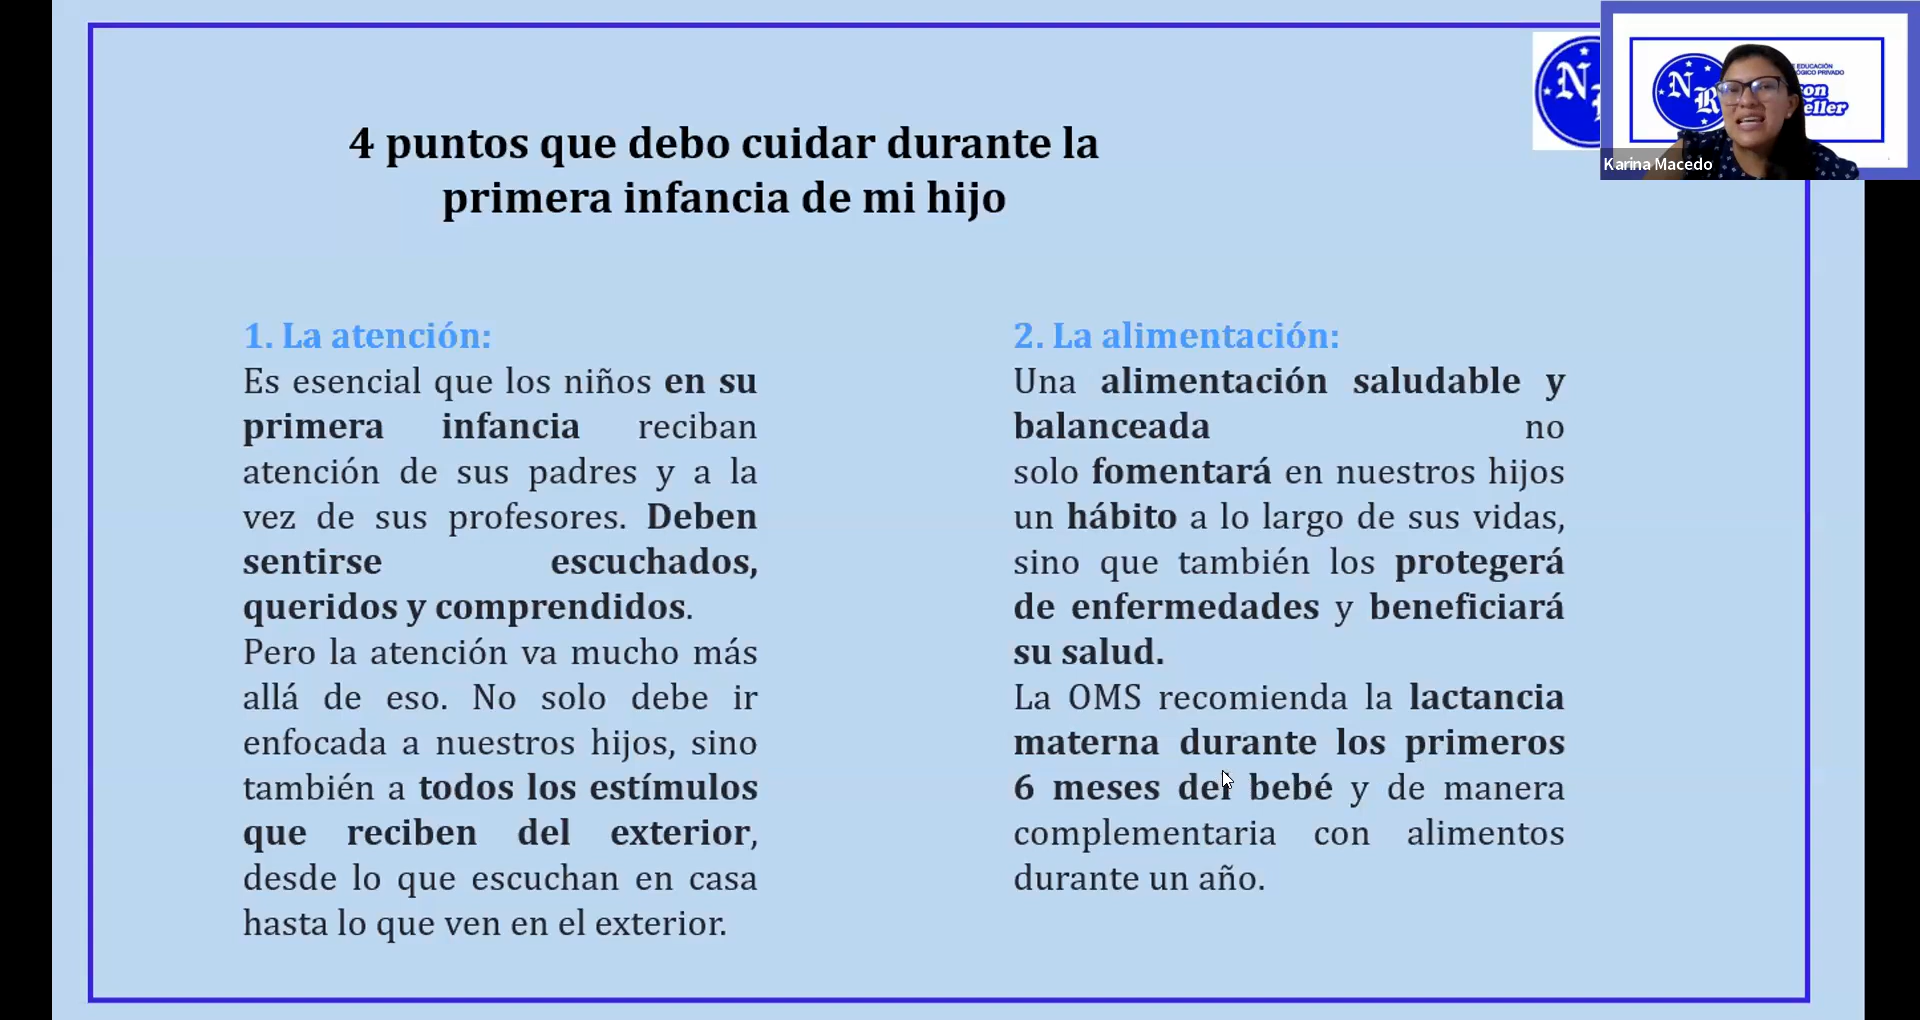 4 puntos que debo cuidar durante la
primera infancia de mi hijo
1. La atención:
Es esencial que los niños en su
primera infancia reciban
atención de sus padres y a la
vez de sus profesores. Deben
sentirse escuchados,
queridos y comprendidos.
Pero la atención va mucho más
allá de eso. No solo debe ir
enfocada a nuestros hijos, sino
también a todos los estímulos
que reciben del exterior,
desde lo que escuchan en casa
hasta lo que ven en el exterior.
2. La alimentación:
Una alimentación saludable y
balanceada no
solo fomentará en nuestros hijos
un hábito a lo largo de sus vidas,
sino que también los protegerá
de enfermedades y beneficiará
su salud.
La OMS recomienda la lactancia
materna durante los primeros
6 meses del bebé y de manera
complementaria con alimentos
durante un año.
N
N R
EDUCACIÓN
PRIVADO
Karina Macedo